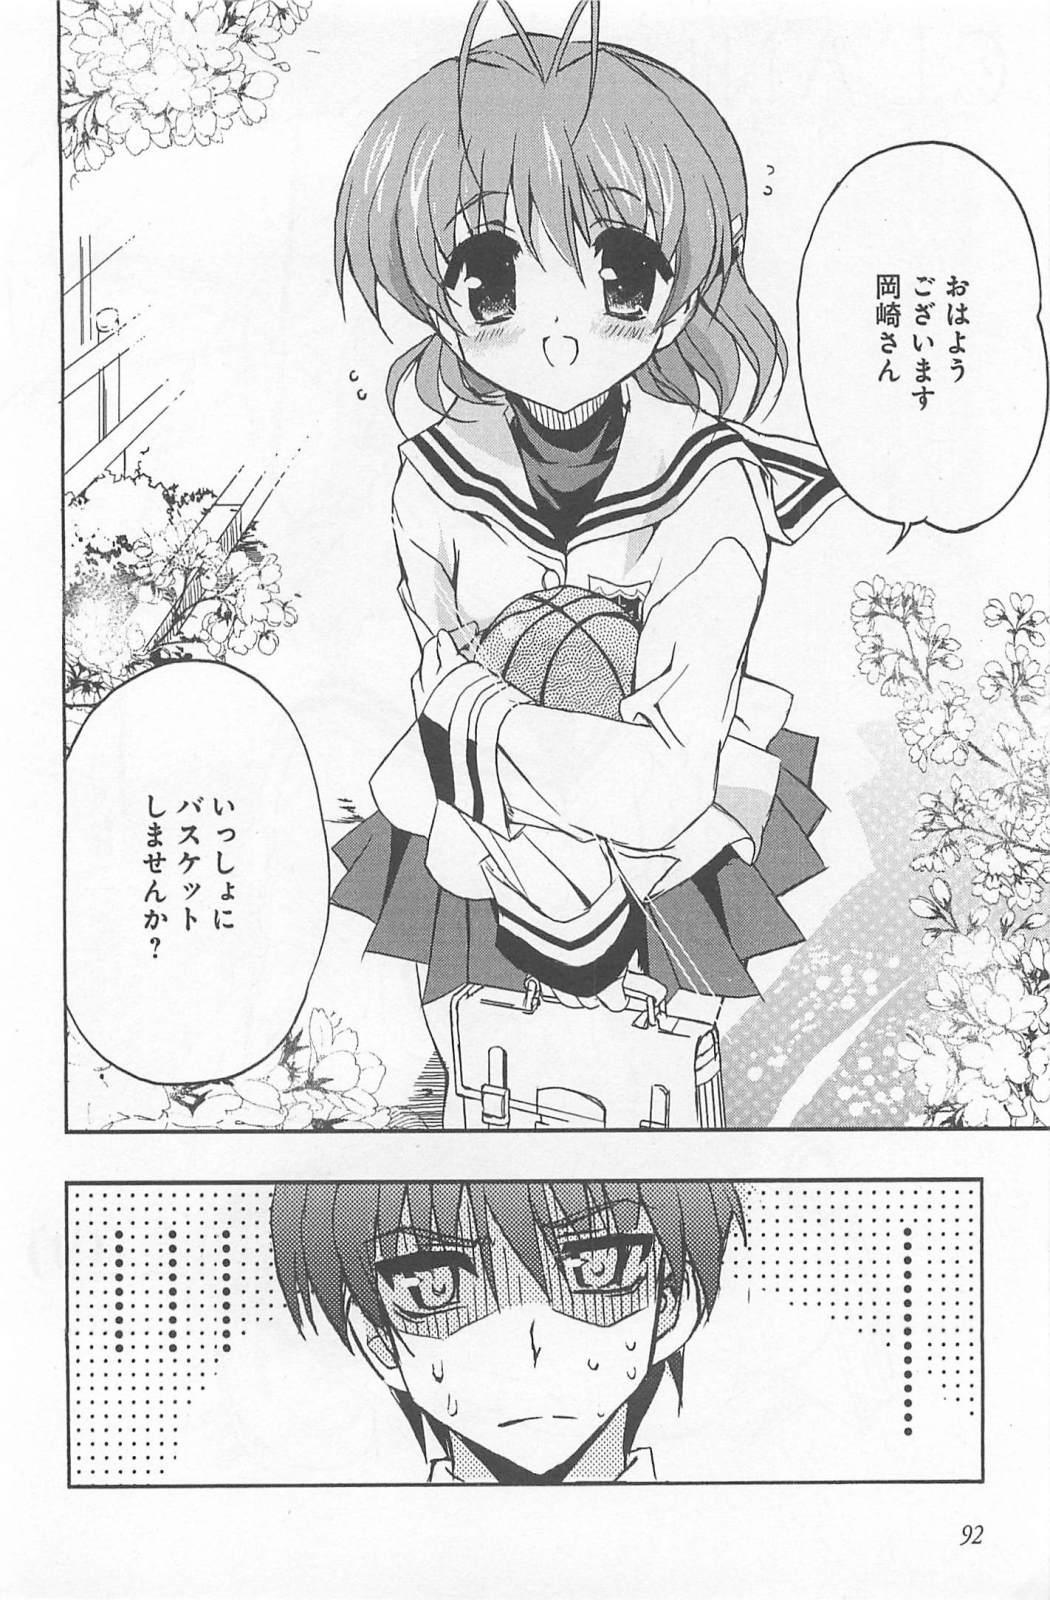 おはよう
ございます
岡崎さん
いっしょに
バスケット
しませんか？
92